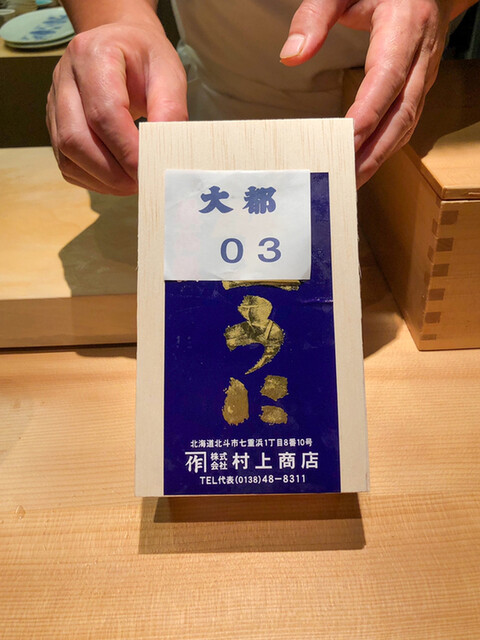 大都
03
うに
北海道北斗市七重浜1丁目8番10号
作 株式会社 村上商店
TEL代表(0138)48-8311